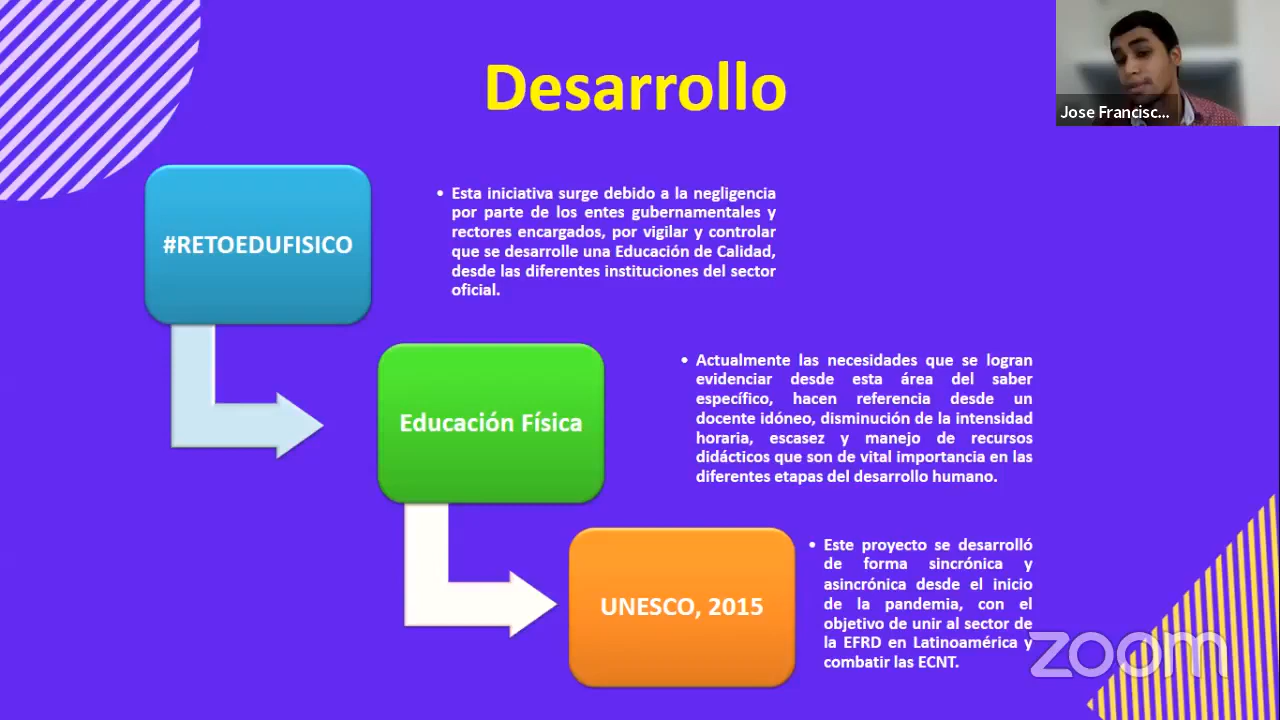 Desarrollo
Jose Francisc...
#RETOEDUFISICO
• Esta iniciativa surge debido a la negligencia
por parte de los entes gubernamentales y
rectores encargados, por vigilar y controlar
que se desarrolle una Educación de Calidad,
desde las diferentes instituciones del sector
oficial.
Educación Física
• Actualmente las necesidades que se logran
evidenciar desde esta área del saber
específico, hacen referencia desde un
docente idóneo, disminución de la intensidad
horaria, escasez y manejo de recursos
didácticos que son de vital importancia en las
diferentes etapas del desarrollo humano.
UNESCO, 2015
• Este proyecto se desarrolló
de forma sincrónica y
asincrónica desde el inicio
de la pandemia, con el
objetivo de unir al sector de
la EFRD en Latinoamérica y
combatir las ECNT.
zoom